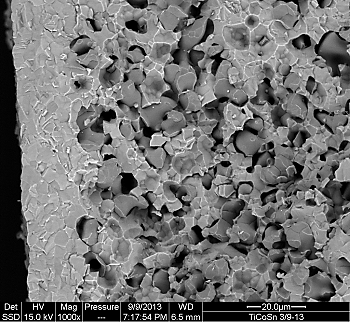 Det HV Mag Pressure 9/9/2013 WD 20.0µm
SSD 15.0 kV 1000x --- 7:17:54 PM 6.5 mm TiCoSn 3/9-13